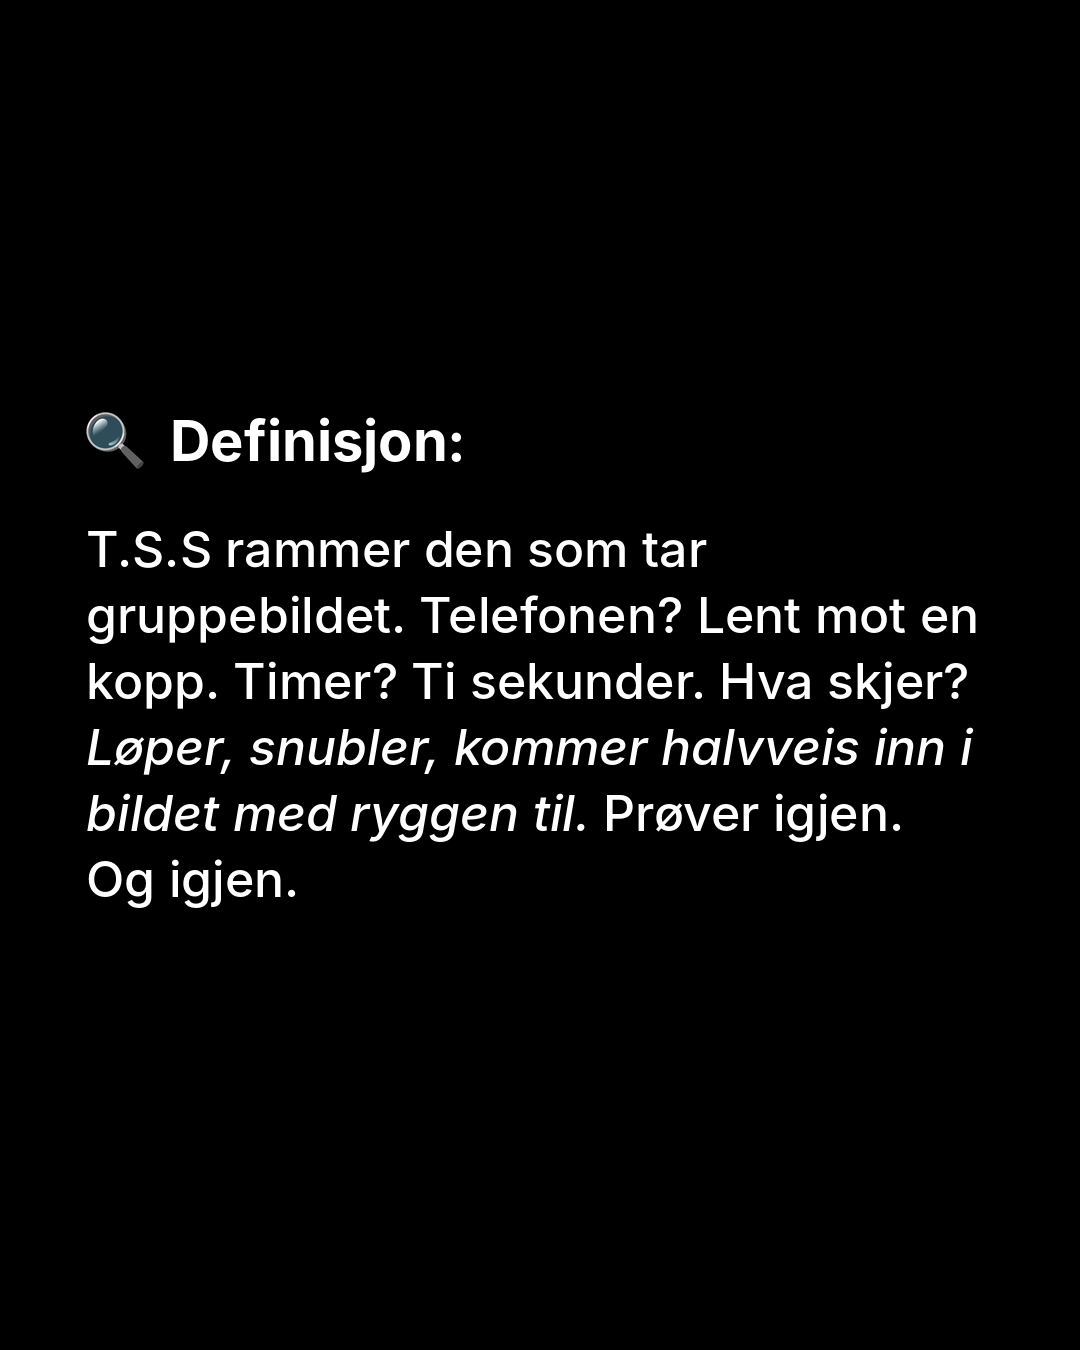 🔍 Definisjon:
T.S.S rammer den som tar
gruppebildet. Telefonen? Lent mot en
kopp. Timer? Ti sekunder. Hva skjer?
Løper, snubler, kommer halvveis inn i
bildet med ryggen til. Prøver igjen.
Og igjen.